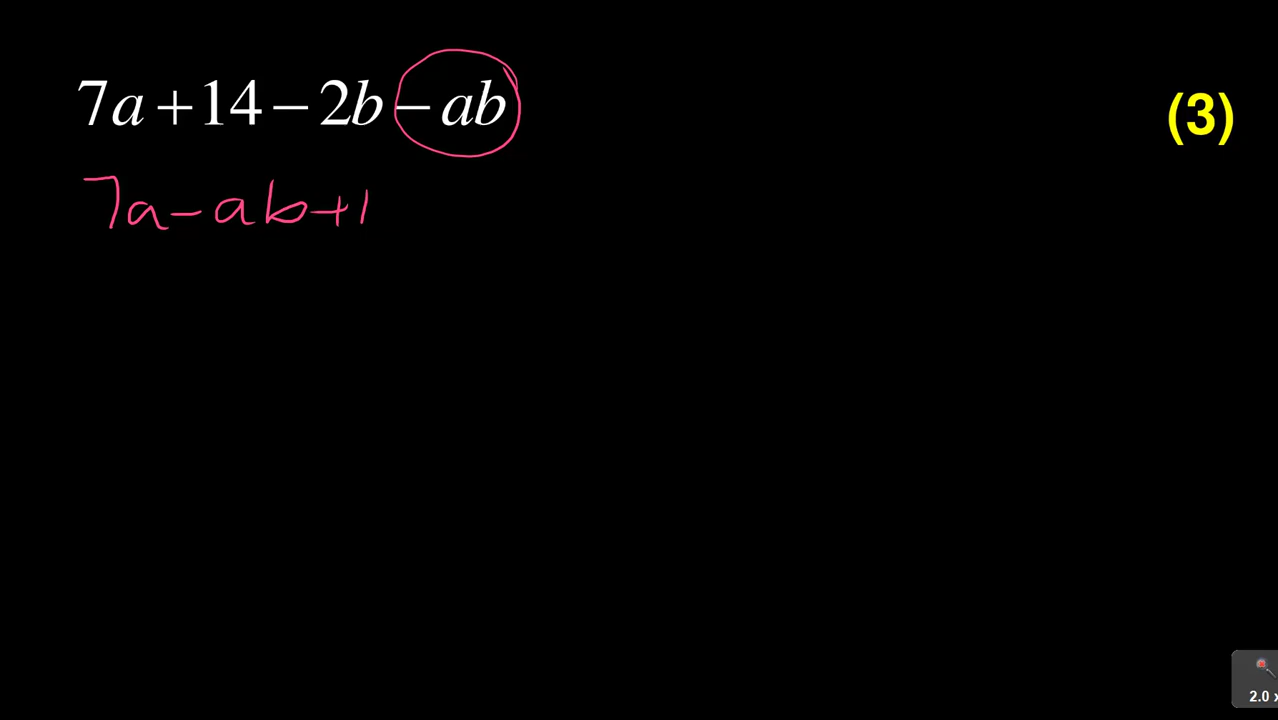 7a + 14 − 2b − ab
(3)
7a − ab + 1
2.0 x